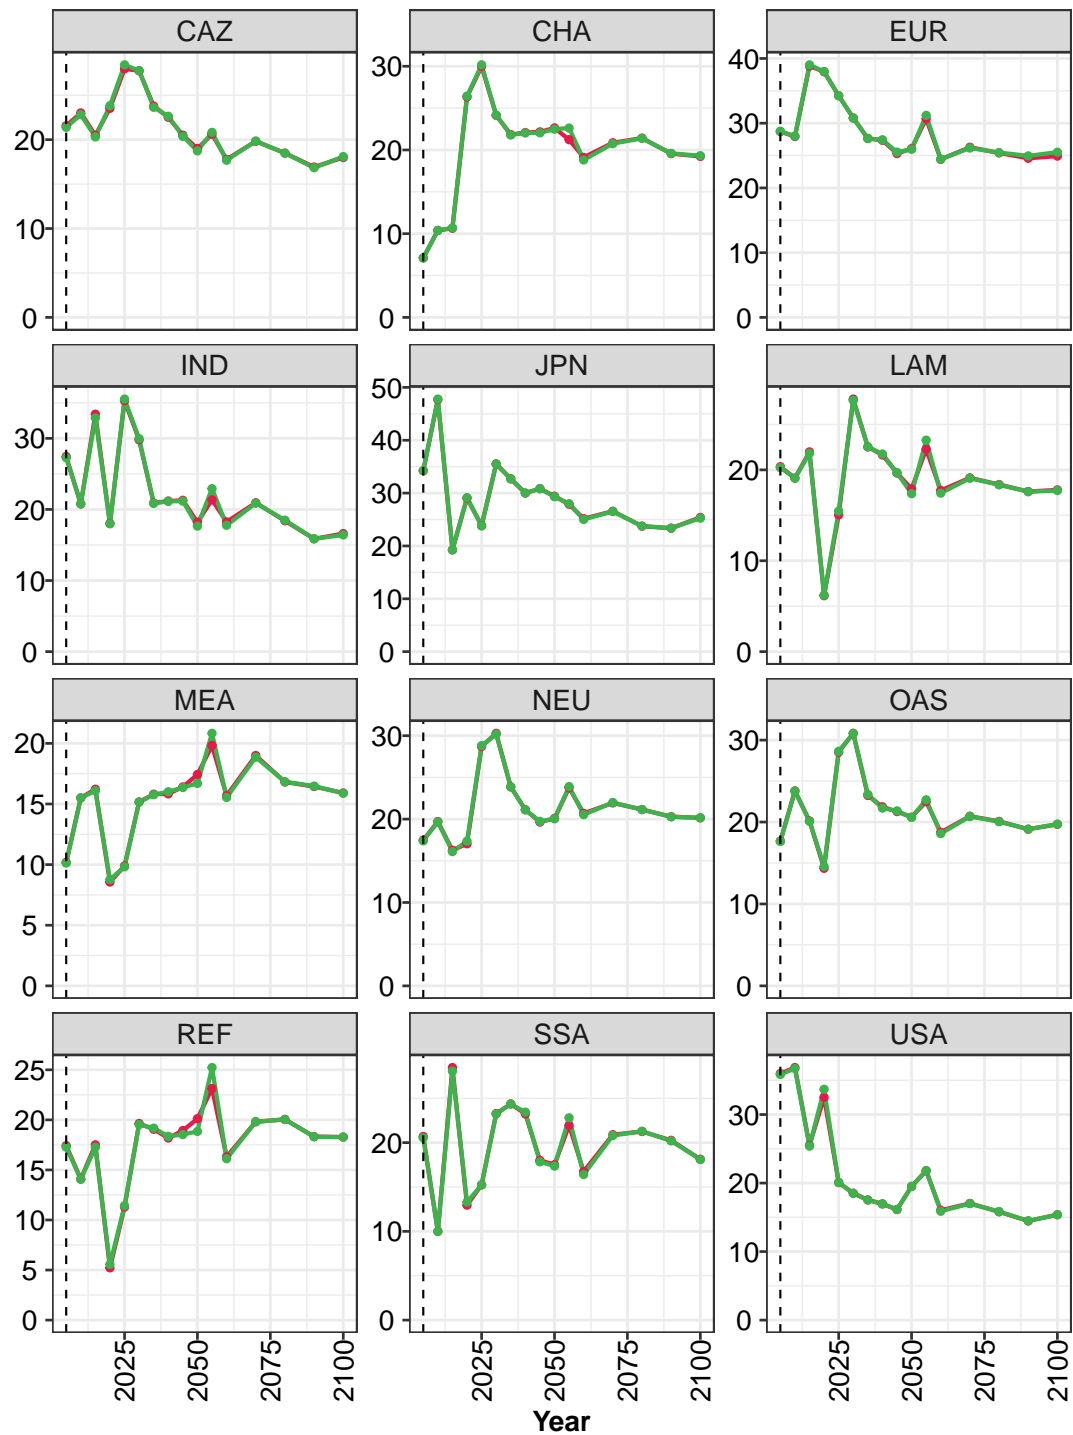 CAZ CHA EUR
30 40
20 30
20 20
10 10
10
0 0 0
IND JPN LAM
50
30 40 20
20 30
20 10
10 10
0 0 0
MEA NEU OAS
20 30 30
15 20 20
10
5 10 10
0 0 0
REF SSA USA
25
20 20 30
15 20
10 10
5 10
0 0 0
2025 2050 2075 2100 2025 2050 2075 2100 2025 2050 2075 2100
Year